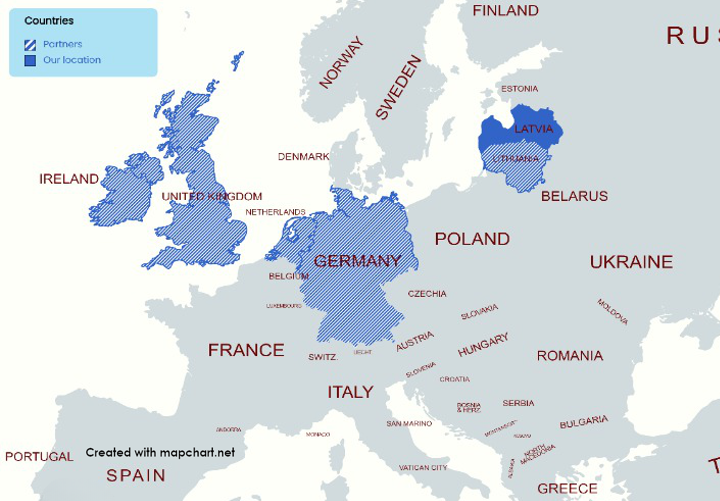 Countries
Partners
Our location
FINLAND
RUS
NORWAY
SWEDEN
ESTONIA
LATVIA
DENMARK
LITHUANIA
IRELAND
UNITED KINGDOM
BELARUS
NETHERLANDS
POLAND
GERMANY
UKRAINE
BELGIUM
CZECHIA
LUXEMBOURG
SLOVAKIA
MOLDOVA
FRANCE
SWITZ.
LIECHT
AUSTRIA
HUNGARY
ROMANIA
SLOVENIA
CROATIA
ITALY
BOSNIA
& HERZ.
SERBIA
SAN MARINO
BULGARIA
ANDORRA
MONACO
MONTENEGRO
KOSOVO
NORTH
MACEDONIA
ALBANIA
PORTUGAL
Created with mapchart.net
SPAIN
VATICAN CITY
GREECE
T